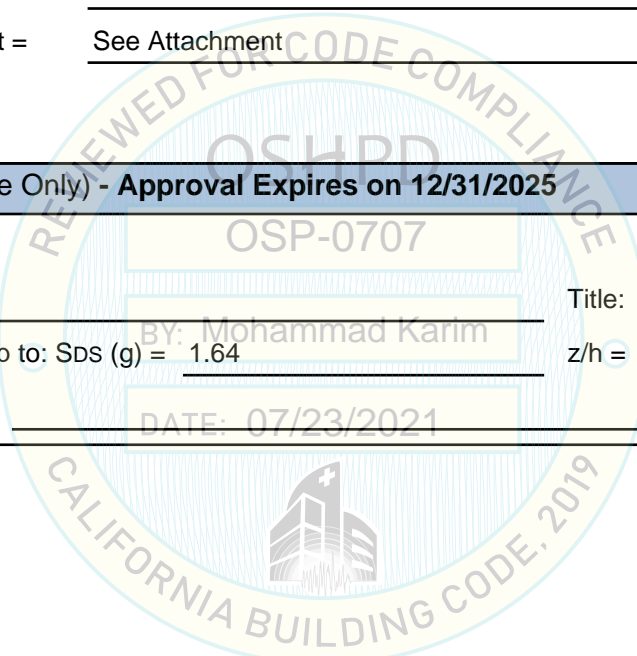 t = See Attachment
REVIEWED FOR CODE COMPLIANCE
OSHPD
e Only) - Approval Expires on 12/31/2025
OSP-0707
Title:
BY: Mohammad Karim
to: SDS (g) = 1.64 z/h =
DATE: 07/23/2021
CALIFORNIA BUILDING CODE, 2019